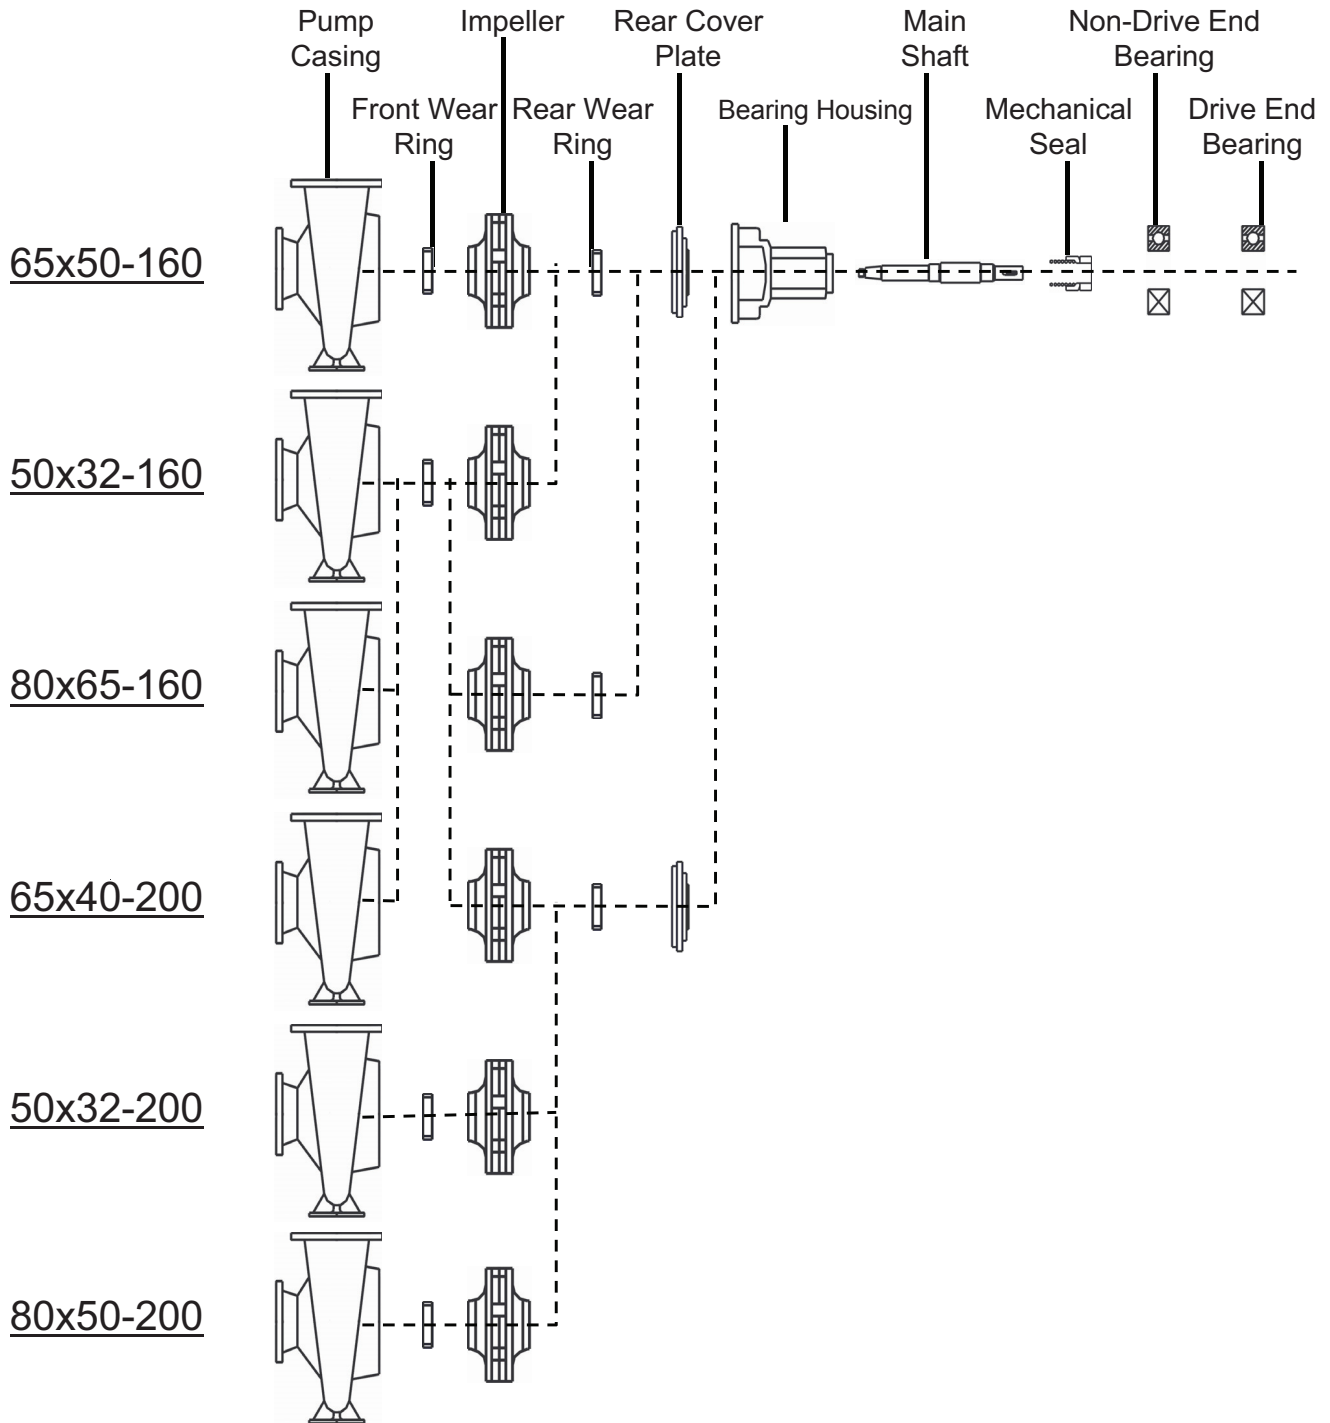 Pump
Casing
Impeller
Rear Cover
Plate
Main
Shaft
Non-Drive End
Bearing
Front Wear
Ring
Rear Wear
Ring
Bearing Housing
Mechanical
Seal
Drive End
Bearing
65x50-160
50x32-160
80x65-160
65x40-200
50x32-200
80x50-200